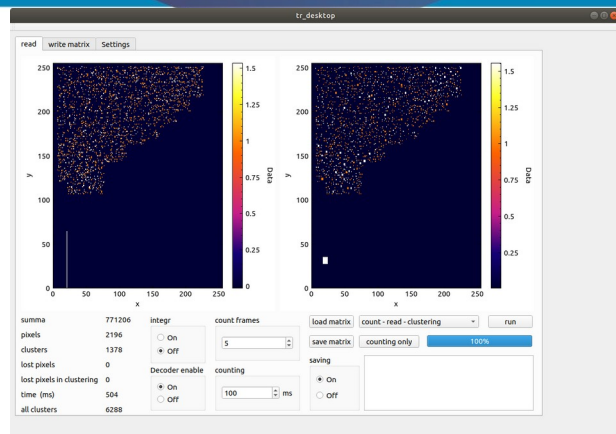 tr_desktop
read write matrix Settings
250 1.5 250 1.5
200 1.25 200 1.25
150 1 150 1
y 0.75 Data y 0.75 Data
100 0.5 100 0.5
50 0.25 50 0.25
0 0 0
0 50 100 150 200 250 0 50 100 150 200 250
x x
summa 771206 integr count frames load matrix count - read - clustering run
pixels 2196 On 5 save matrix counting only 100%
clusters 1378 Off saving
lost pixels 0 Decoder enable counting On
lost pixels in clustering 0 On 100 ms Off
time (ms) 504 Off
all clusters 6288